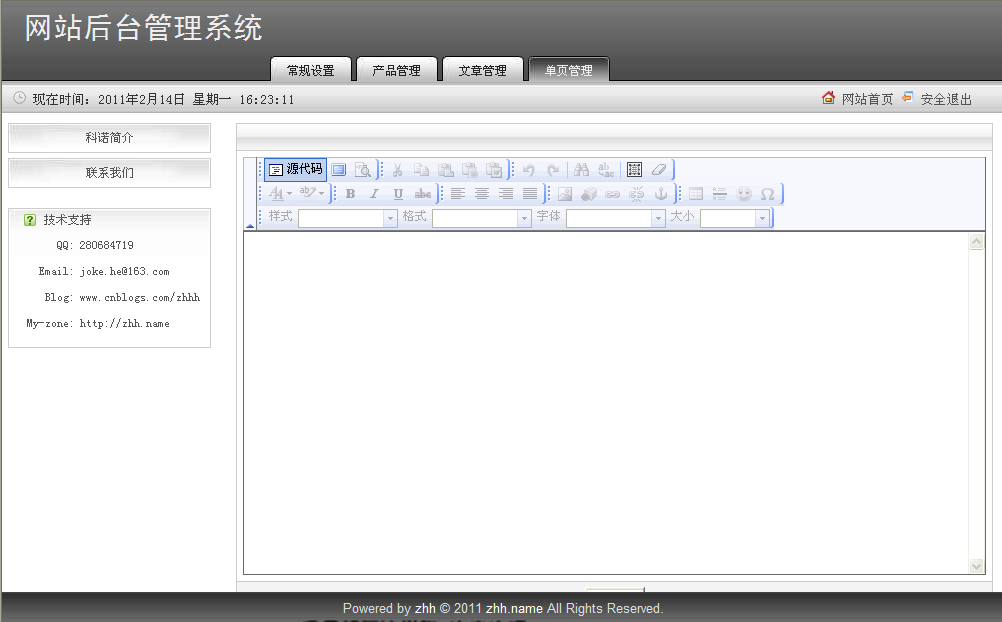 网站后台管理系统
常规设置 产品管理 文章管理 单页管理
现在时间：2011年2月14日 星期一 16:23:11 网站首页 安全退出
科诺简介
联系我们
技术支持
QQ: 280684719
Email: joke.he@163.com
Blog: www.cnblogs.com/zhhh
My-zone: http://zhh.name
源代码
样式 格式 字体 大小
Powered by zhh © 2011 zhh.name All Rights Reserved.